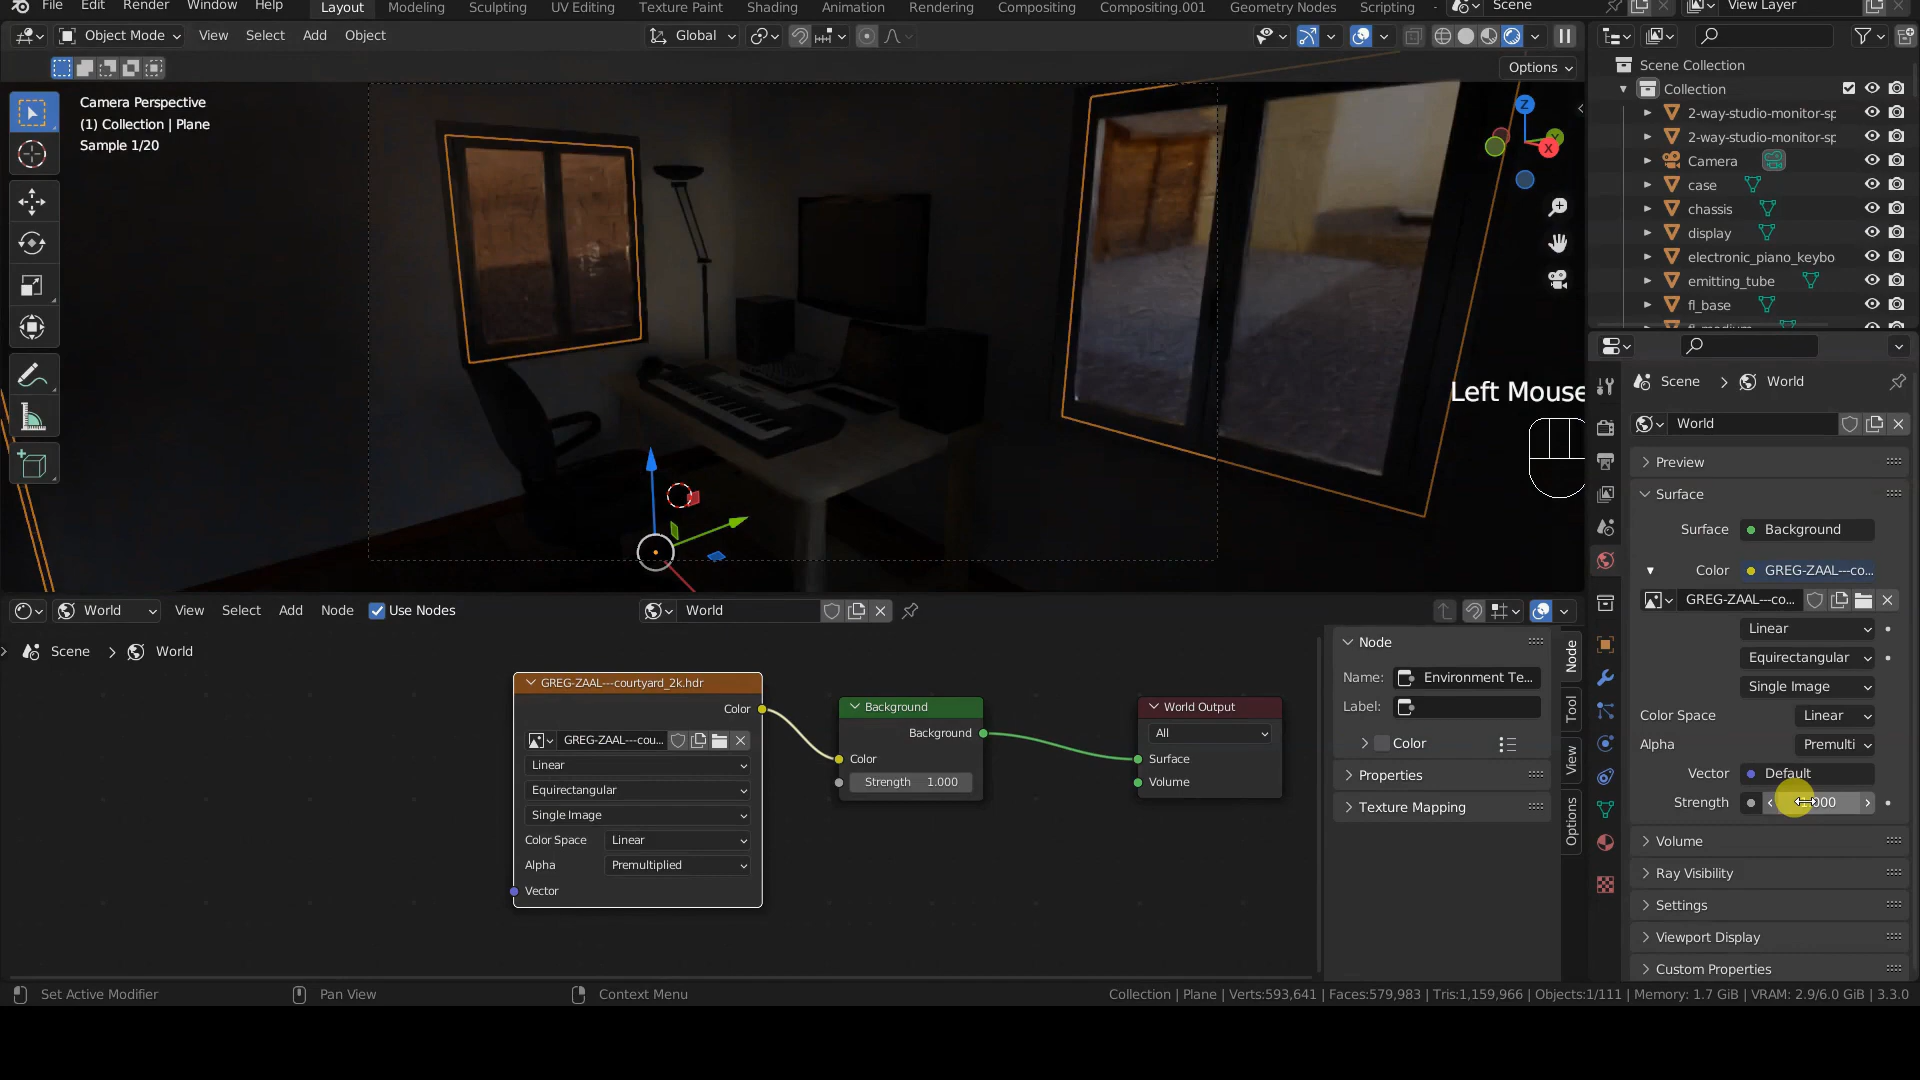 File Edit Render Window Help Layout Modeling Sculpting UV Editing Texture Paint Shading Animation Rendering Compositing Compositing.001 Geometry Nodes Scripting Scene View Layer
Object Mode View Select Add Object Global
Options
Camera Perspective
(1) Collection | Plane
Sample 1/20
Z
X
Left Mouse
Scene Collection
Collection
2-way-studio-monitor-sp
2-way-studio-monitor-sp
Camera
case
chassis
display
electronic_piano_keybo
emitting_tube
fl_base
Scene > World
World
Preview
Surface
Surface Background
Color GREG-ZAAL---co...
GREG-ZAAL---co...
Linear
Equirectangular
Single Image
Color Space Linear
Alpha Premulti
Vector Default
Strength
Volume
Ray Visibility
Settings
Viewport Display
Custom Properties
World View Select Add Node Use Nodes World
Scene > World
GREG-ZAAL---courtyard_2k.hdr
Color
GREG-ZAAL---cou...
Linear
Equirectangular
Single Image
Color Space Linear
Alpha Premultiplied
Vector
Background
Background
Color
Strength 1.000
World Output
All
Surface
Volume
Node
Name: Environment Te...
Label:
Color
Properties
Texture Mapping
Node
Tool
View
Options
Set Active Modifier Pan View Context Menu Collection | Plane | Verts:593,641 | Faces:579,983 | Tris:1,159,966 | Objects:1/111 | Memory: 1.7 GiB | VRAM: 2.9/6.0 GiB | 3.3.0